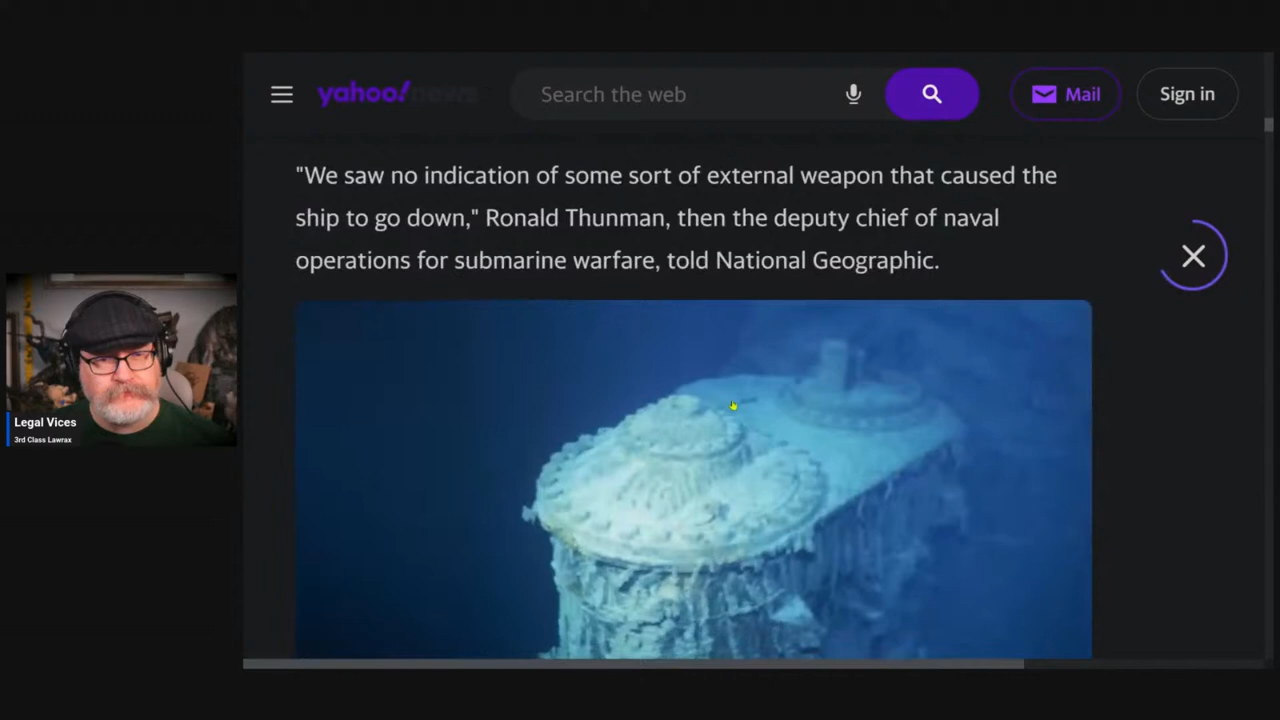 yahoo!news
Search the web
Mail
Sign in
"We saw no indication of some sort of external weapon that caused the
ship to go down," Ronald Thunman, then the deputy chief of naval
operations for submarine warfare, told National Geographic.
Legal Vices
3rd Class Lawrax